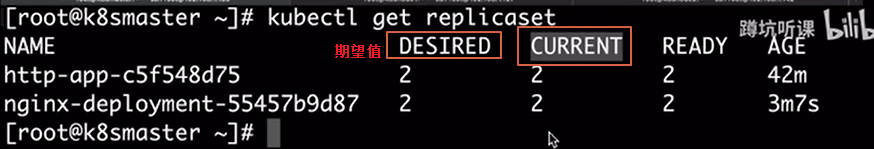 [root@k8smaster ~]# kubectl get replicaset
蹲坑听课 bilib
NAME 期望值 DESIRED CURRENT READY AGE
http-app-c5f548d75 2 2 2 42m
nginx-deployment-55457b9d87 2 2 2 3m7s
[root@k8smaster ~]#